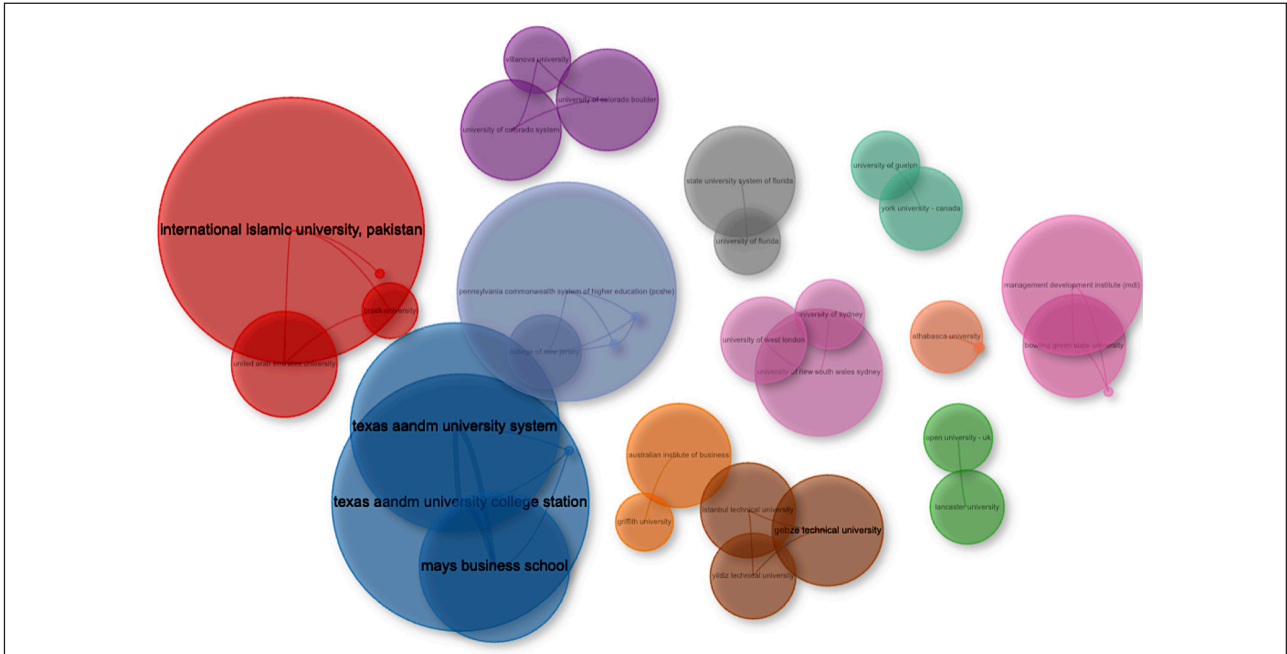 villanova university
university of colorado boulder
university of colorado system
state university system of florida
university of florida
university of guelph
york university - canada
international islamic university, pakistan
brock university
united arab emirates university
pennsylvania commonwealth system of higher education (pcshe)
college of new jersey
management development institute (mdi)
bowling green state university
university of sydney
university of west london
university of new south wales sydney
athabasca university
texas aandm university system
texas aandm university college station
mays business school
australian institute of business
griffith university
istanbul technical university
gebze technical university
yildiz technical university
open university - uk
lancaster university